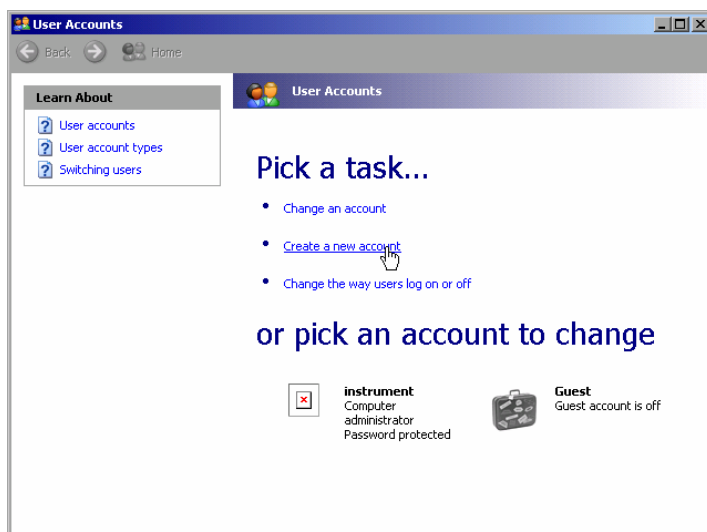 User Accounts
Back Home
Learn About
User accounts
User account types
Switching users
User Accounts
Pick a task...
Change an account
Create a new account
Change the way users log on or off
or pick an account to change
instrument
Computer
administrator
Password protected
Guest
Guest account is off